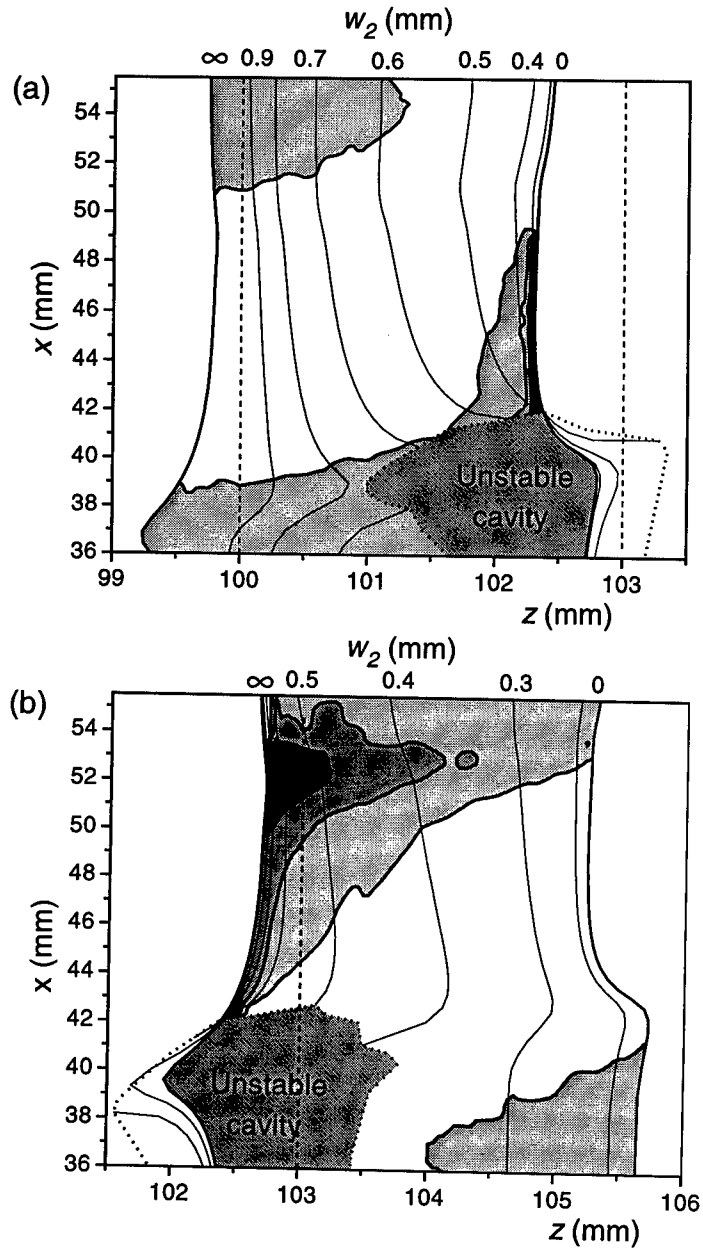 w2 (mm)
∞ 0.9 0.7 0.6 0.5 0.4 0
(a)
54
52
50
48
46
44
42
40
38
36
x (mm)
Unstable
cavity
99 100 101 102 103
z (mm)
w2 (mm)
∞ 0.5 0.4 0.3 0
(b)
54
52
50
48
46
44
42
40
38
36
x (mm)
Unstable
cavity
102 103 104 105 106
z (mm)